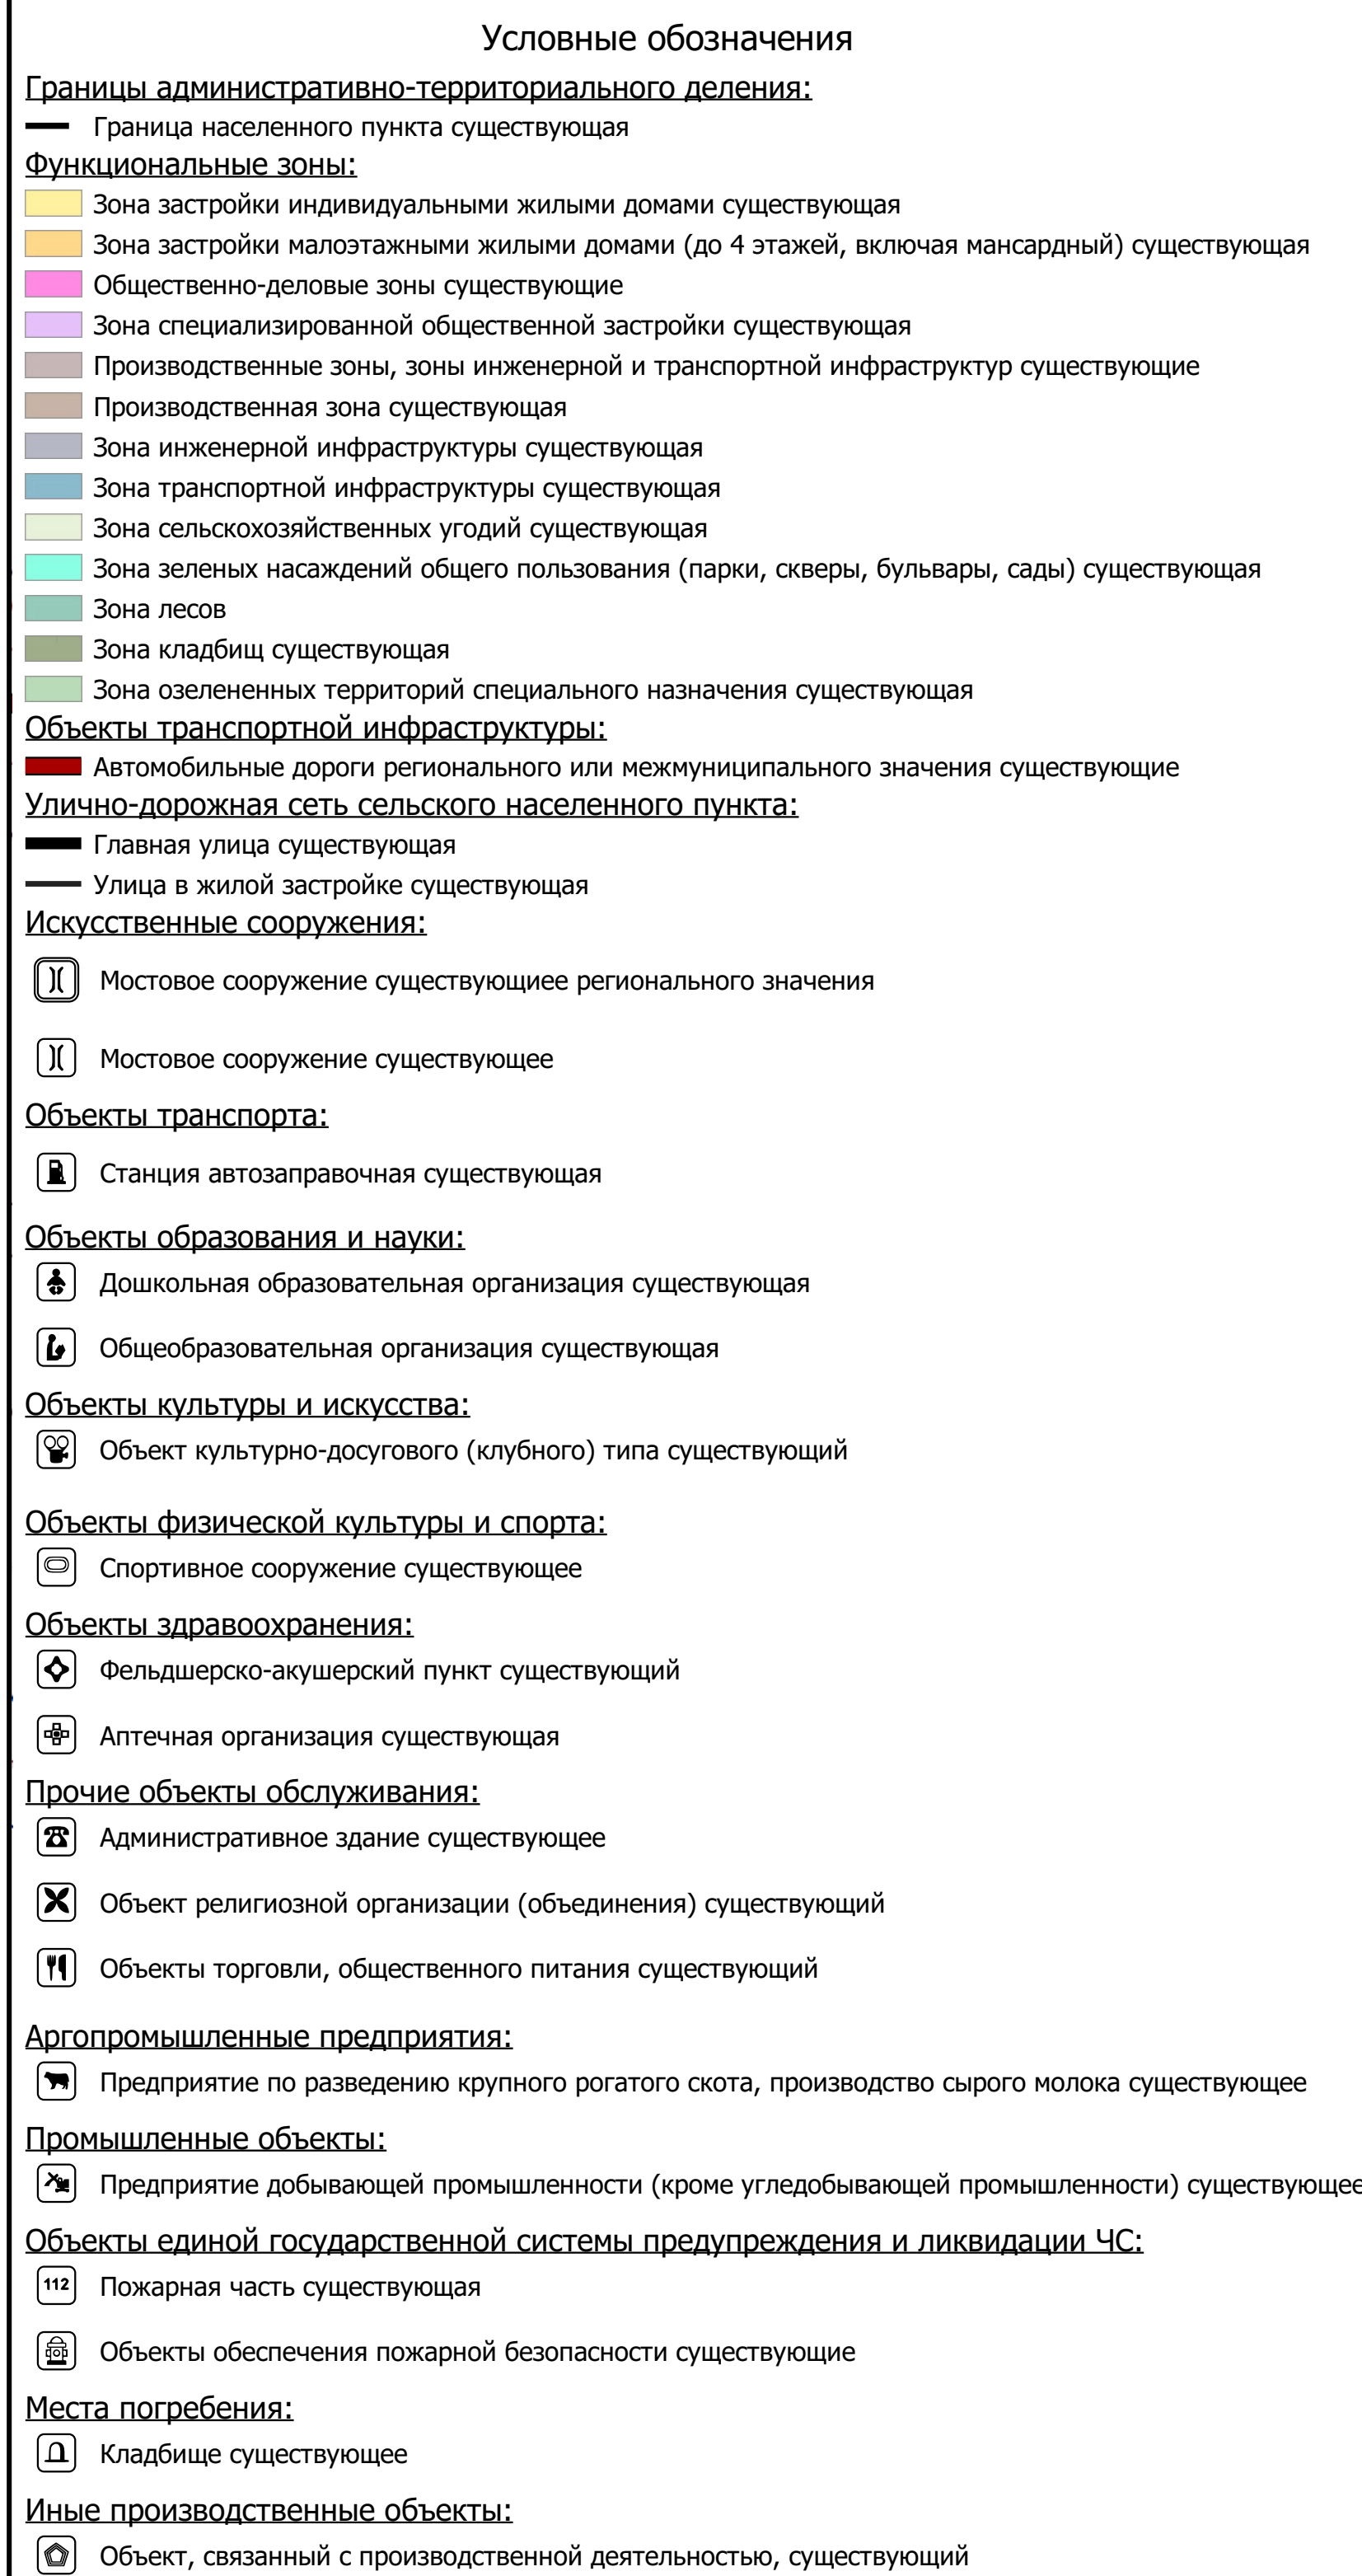 Условные обозначения
Границы административно-территориального деления:
Граница населенного пункта существующая
Функциональные зоны:
Зона застройки индивидуальными жилыми домами существующая
Зона застройки малоэтажными жилыми домами (до 4 этажей, включая мансардный) существующая
Общественно-деловые зоны существующие
Зона специализированной общественной застройки существующая
Производственные зоны, зоны инженерной и транспортной инфраструктур существующие
Производственная зона существующая
Зона инженерной инфраструктуры существующая
Зона транспортной инфраструктуры существующая
Зона сельскохозяйственных угодий существующая
Зона зеленых насаждений общего пользования (парки, скверы, бульвары, сады) существующая
Зона лесов
Зона кладбищ существующая
Зона озелененных территорий специального назначения существующая
Объекты транспортной инфраструктуры:
Автомобильные дороги регионального или межмуниципального значения существующие
Улично-дорожная сеть сельского населенного пункта:
Главная улица существующая
Улица в жилой застройке существующая
Искусственные сооружения:
Мостовое сооружение существующиее регионального значения
Мостовое сооружение существующее
Объекты транспорта:
Станция автозаправочная существующая
Объекты образования и науки:
Дошкольная образовательная организация существующая
Общеобразовательная организация существующая
Объекты культуры и искусства:
Объект культурно-досугового (клубного) типа существующий
Объекты физической культуры и спорта:
Спортивное сооружение существующее
Объекты здравоохранения:
Фельдшерско-акушерский пункт существующий
Аптечная организация существующая
Прочие объекты обслуживания:
Административное здание существующее
Объект религиозной организации (объединения) существующий
Объекты торговли, общественного питания существующий
Аргопромышленные предприятия:
Предприятие по разведению крупного рогатого скота, производство сырого молока существующее
Промышленные объекты:
Предприятие добывающей промышленности (кроме угледобывающей промышленности) существующее
Объекты единой государственной системы предупреждения и ликвидации ЧС:
112 Пожарная часть существующая
Объекты обеспечения пожарной безопасности существующие
Места погребения:
Кладбище существующее
Иные производственные объекты:
Объект, связанный с производственной деятельностью, существующий